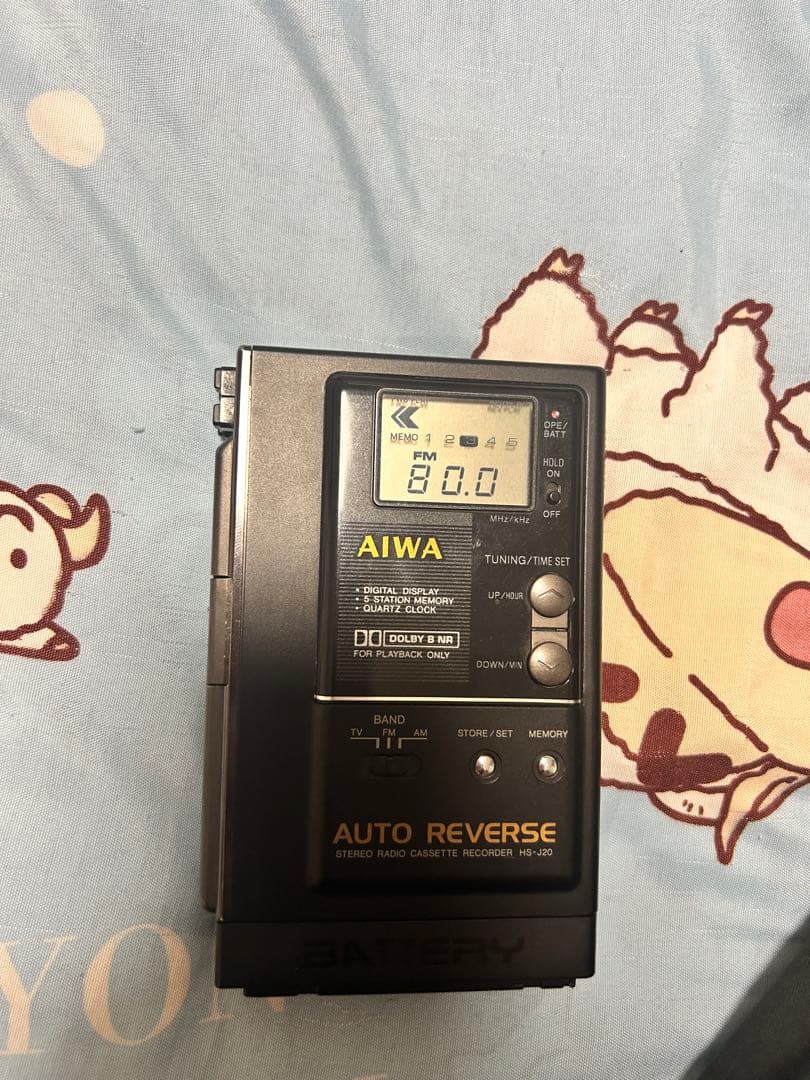 MEMO 1 2 3 4 5
FM
80.0
OPE/
BATT
HOLD
ON
OFF
MHz/kHz
AIWA
TUNING/TIME SET
• DIGITAL DISPLAY
• 5 STATION MEMORY
• QUARTZ CLOCK
UP/HOUR
DOLBY B NR
FOR PLAYBACK ONLY
DOWN/MIN
BAND
TV FM AM
STORE/SET
MEMORY
AUTO REVERSE
STEREO RADIO CASSETTE RECORDER HS-J20
BATTERY
YON